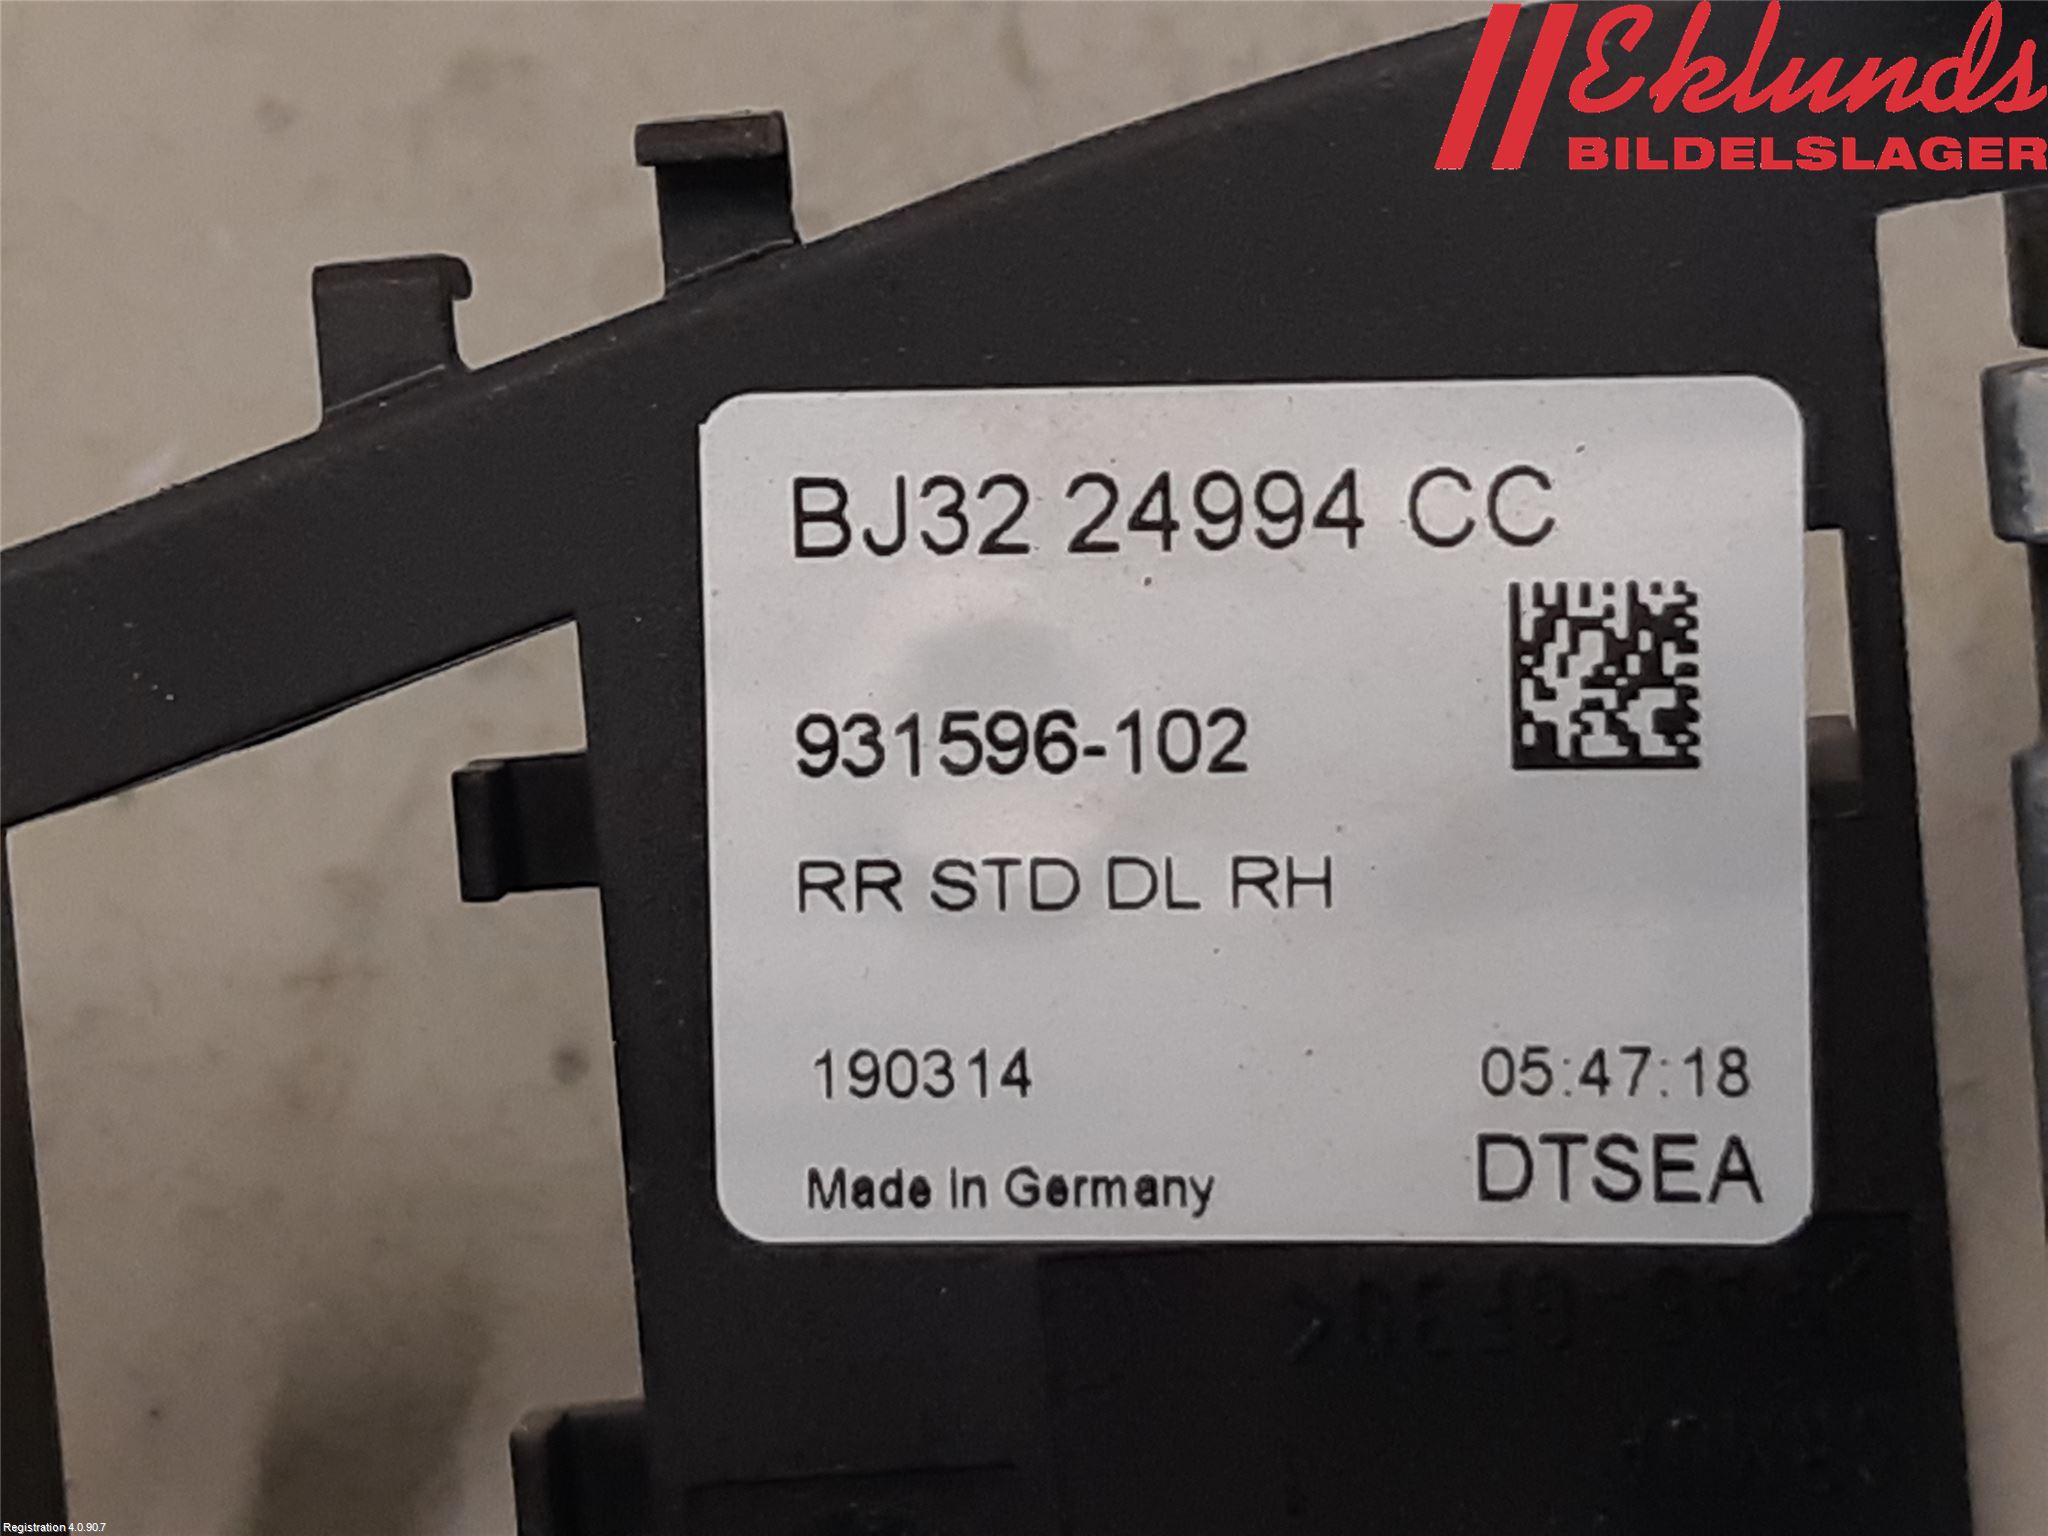 Eklunds
BILDELSLAGER
BJ32 24994 CC
931596-102
RR STD DL RH
190314
05:47:18
Made in Germany
DTSEA
Registration 4.0.90.7